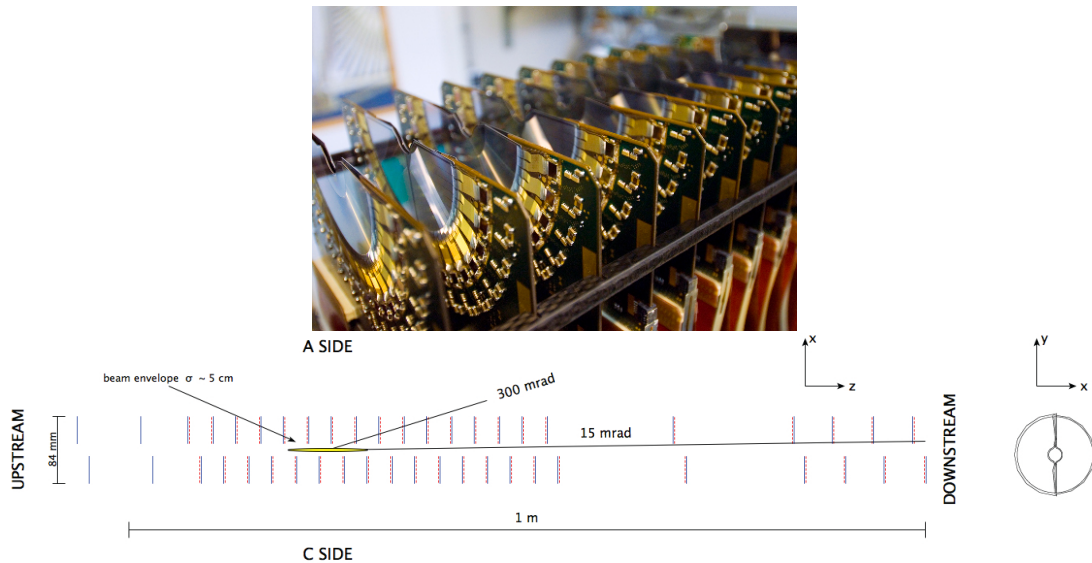 A SIDE
beam envelope σ ~ 5 cm
300 mrad
x
z
y
x
UPSTREAM
84 mm
15 mrad
DOWNSTREAM
1 m
C SIDE